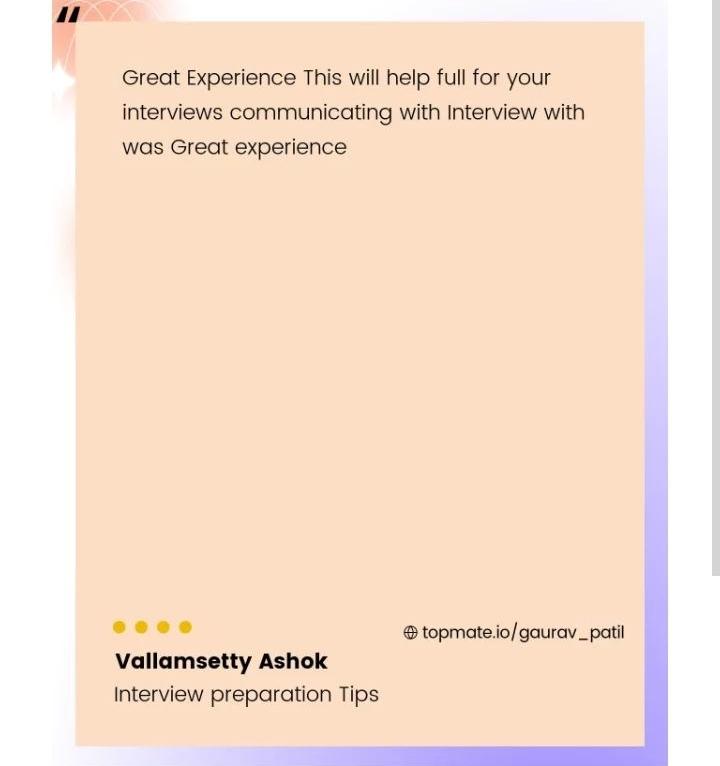 "
Great Experience This will help full for your
interviews communicating with Interview with
was Great experience
topmate.io/gaurav_patil
Vallamsetty Ashok
Interview preparation Tips